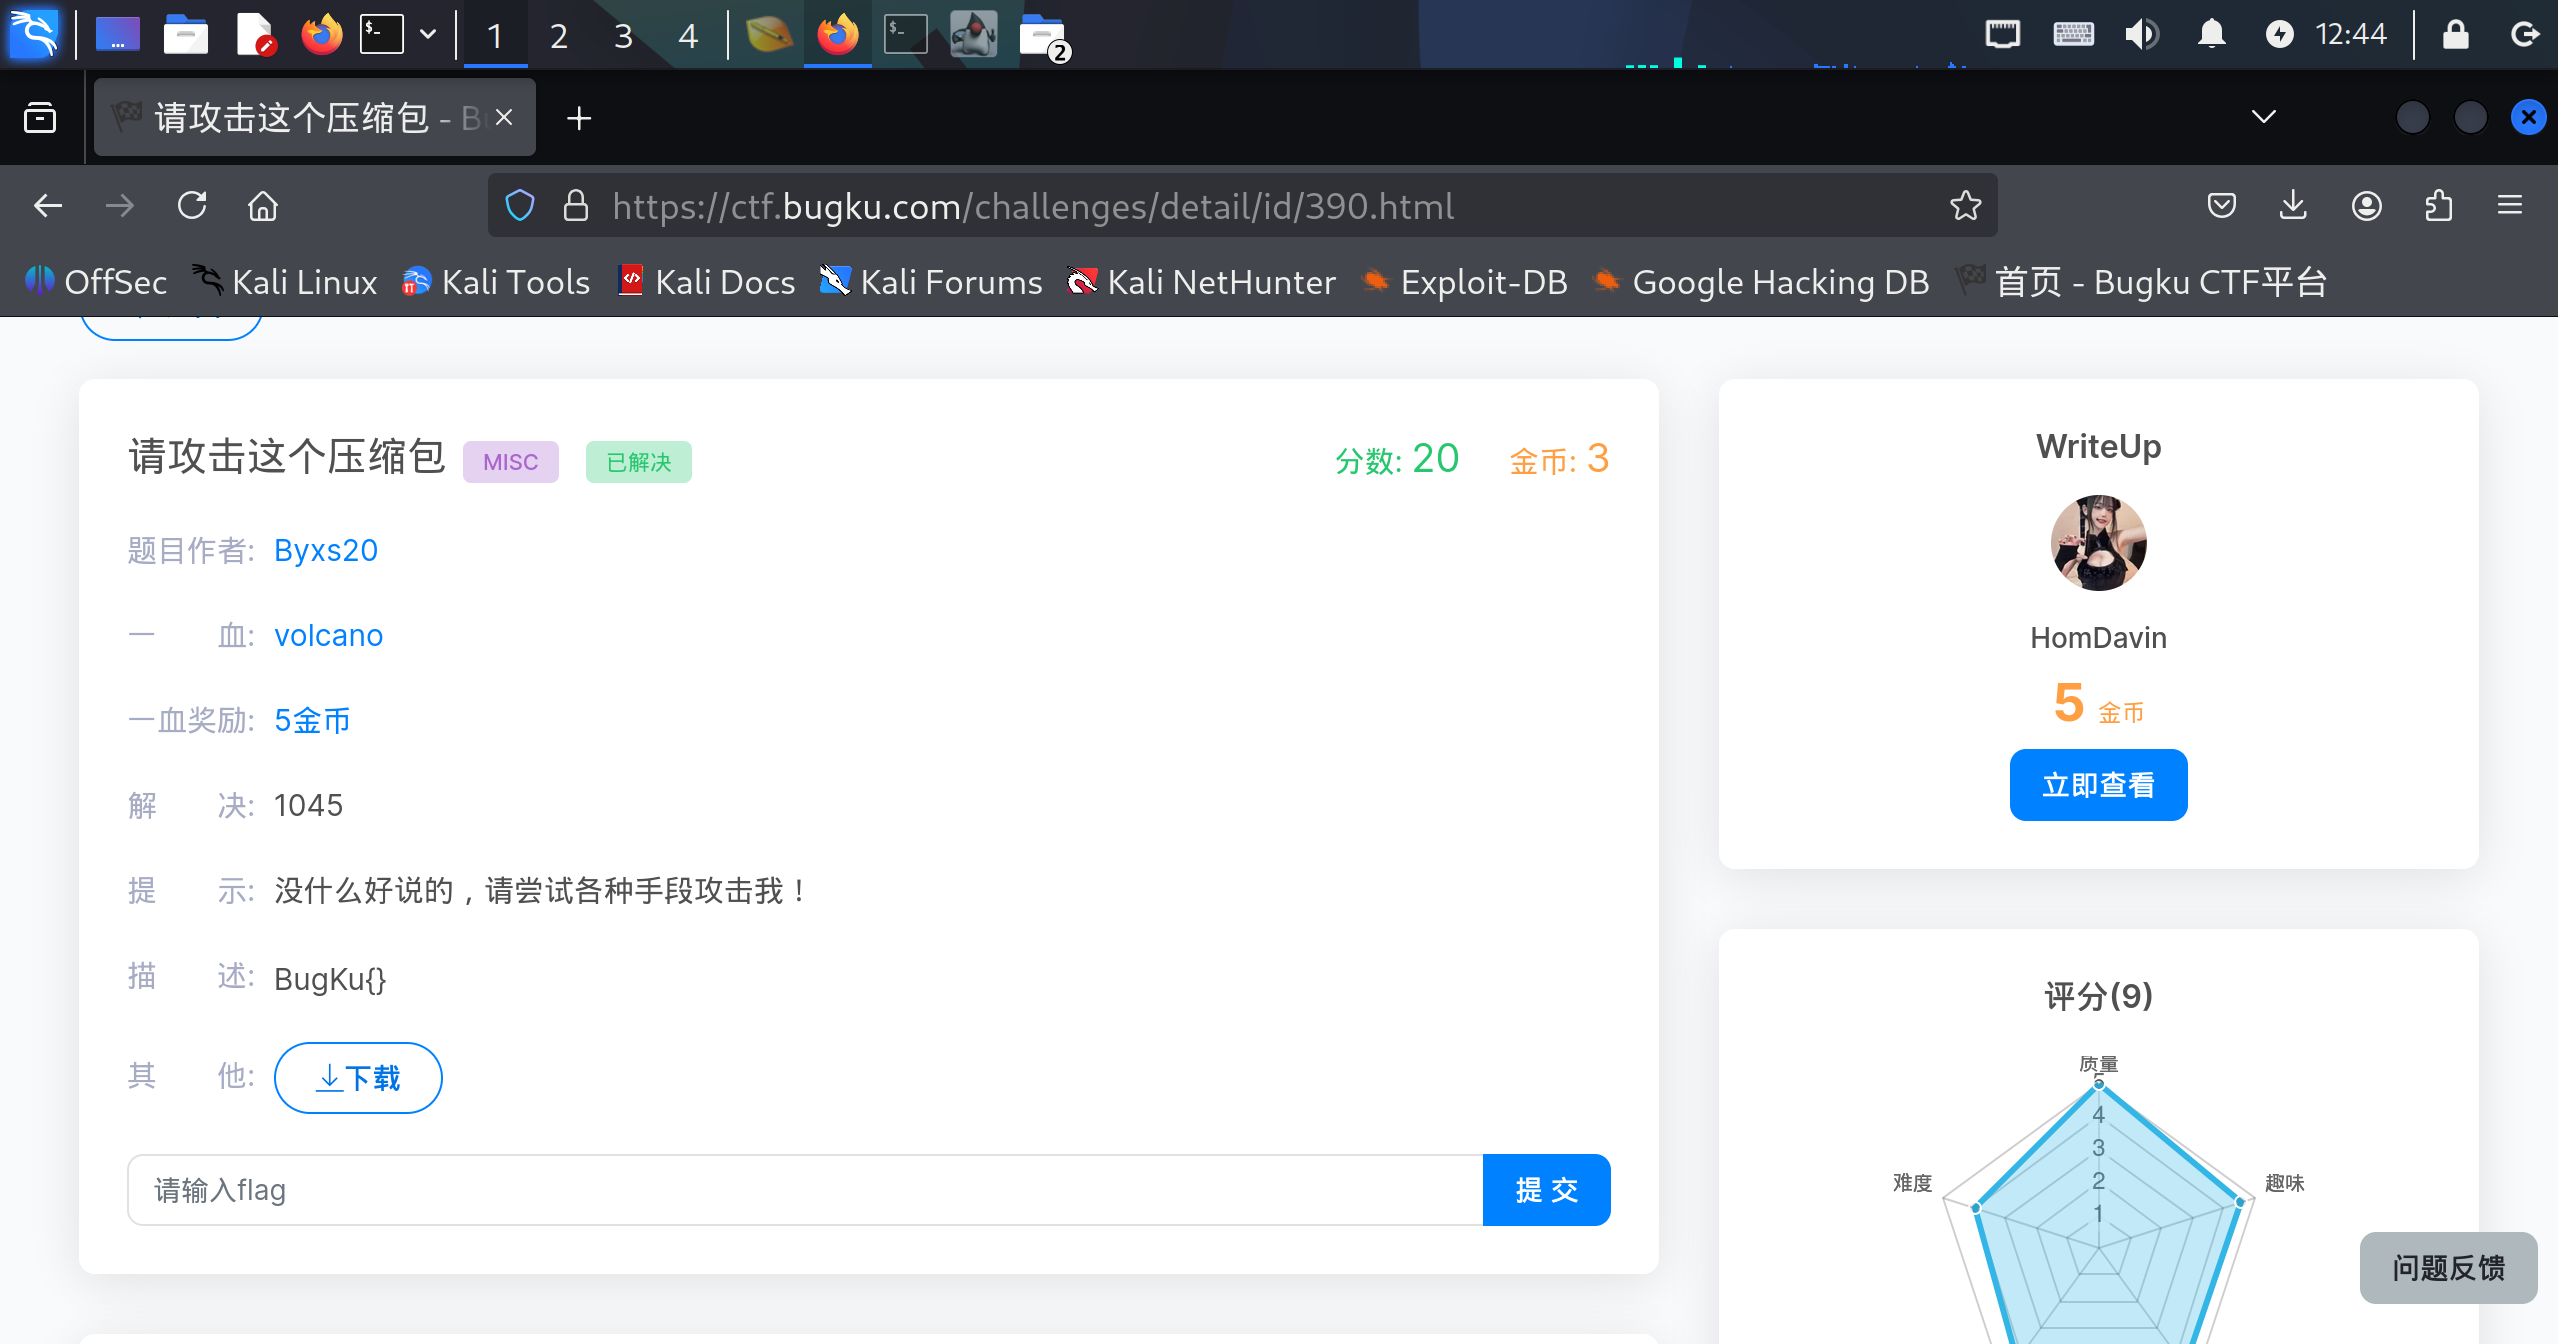 1 2 3 4 2 12:44
请攻击这个压缩包 - B
https://ctf.bugku.com/challenges/detail/id/390.html
OffSec Kali Linux Kali Tools Kali Docs Kali Forums Kali NetHunter Exploit-DB Google Hacking DB 首页 - Bugku CTF平台
请攻击这个压缩包 MISC 已解决 分数: 20 金币: 3
题目作者: Byxs20
一 血: volcano
一血奖励: 5金币
解 决: 1045
提 示: 没什么好说的，请尝试各种手段攻击我！
描 述: BugKu{}
其 他: 下载
请输入flag 提 交
WriteUp
HomDavin
5 金币
立即查看
评分(9)
质量
5
4
3
2
1
难度
趣味
问题反馈